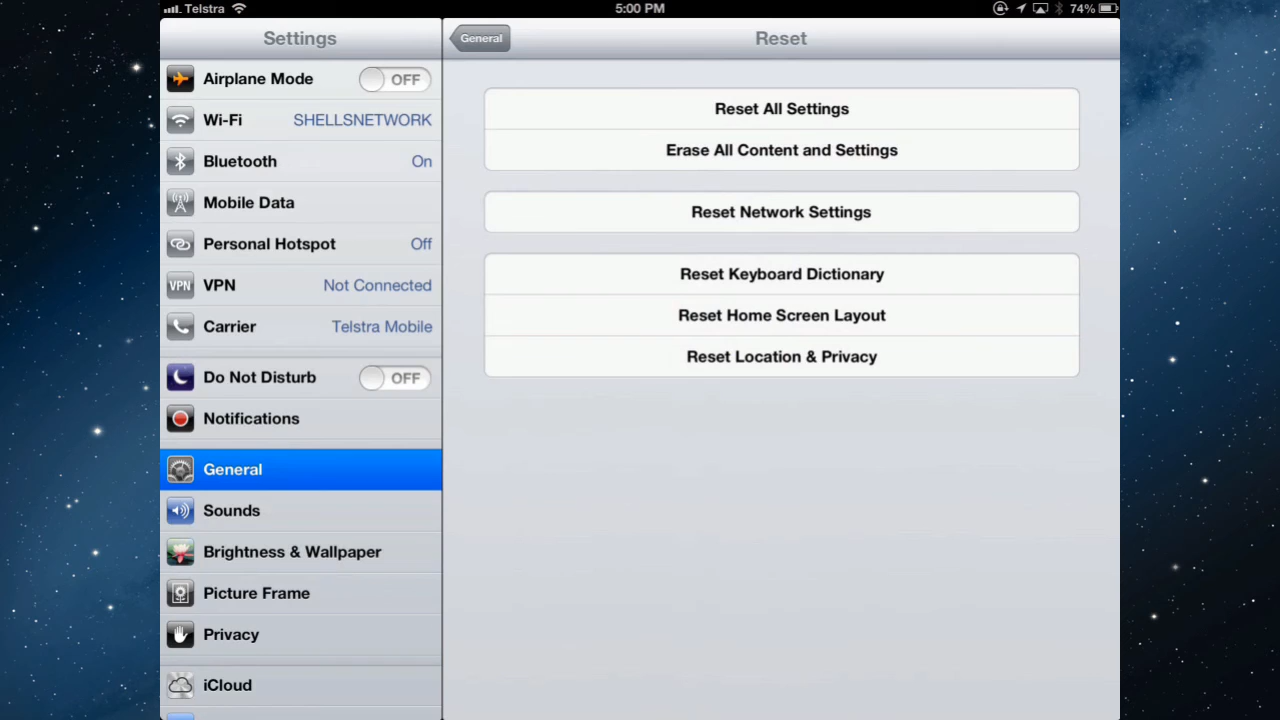 Telstra
5:00 PM
74%
Settings
General
Reset
Airplane Mode OFF
Wi-Fi SHELLSNETWORK
Bluetooth On
Mobile Data
Personal Hotspot Off
VPN VPN Not Connected
Carrier Telstra Mobile
Do Not Disturb OFF
Notifications
General
Sounds
Brightness & Wallpaper
Picture Frame
Privacy
iCloud
Reset All Settings
Erase All Content and Settings
Reset Network Settings
Reset Keyboard Dictionary
Reset Home Screen Layout
Reset Location & Privacy